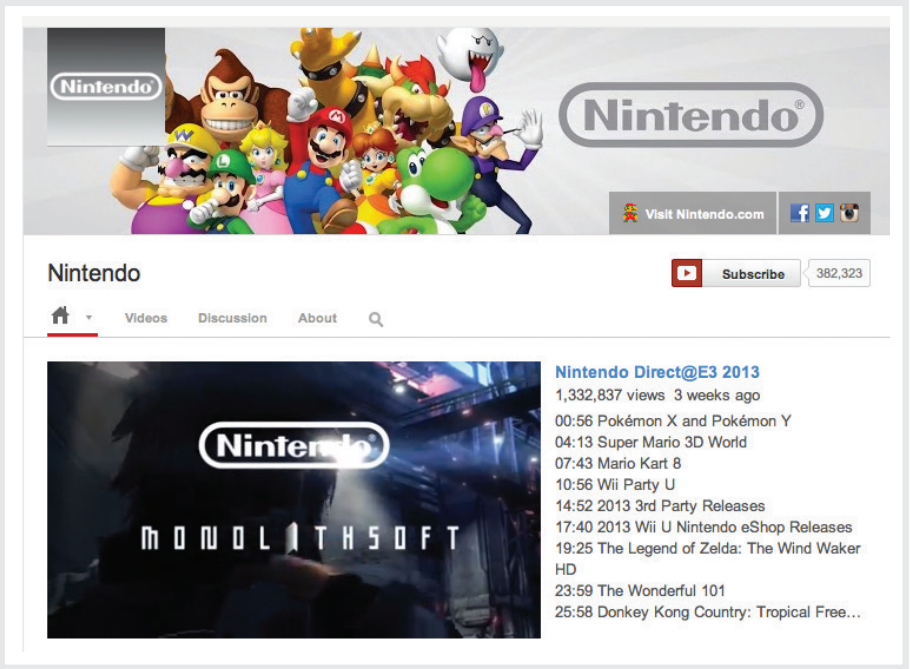 Nintendo®
Nintendo®
Visit Nintendo.com
Nintendo
Subscribe
382,323
Videos
Discussion
About
Nintendo®
MONOLITHSOFT
Nintendo Direct@E3 2013
1,332,837 views 3 weeks ago
00:56 Pokémon X and Pokémon Y
04:13 Super Mario 3D World
07:43 Mario Kart 8
10:56 Wii Party U
14:52 2013 3rd Party Releases
17:40 2013 Wii U Nintendo eShop Releases
19:25 The Legend of Zelda: The Wind Waker
HD
23:59 The Wonderful 101
25:58 Donkey Kong Country: Tropical Free…